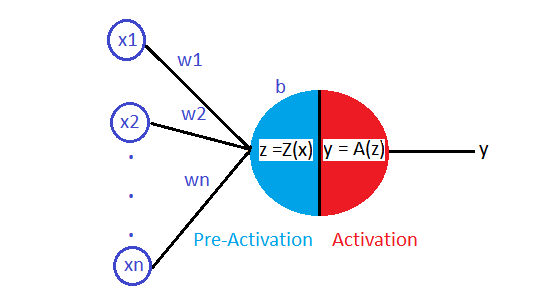 x1
w1
b
x2
w2
z =Z(x)
y = A(z)
y
wn
Pre-Activation
Activation
xn